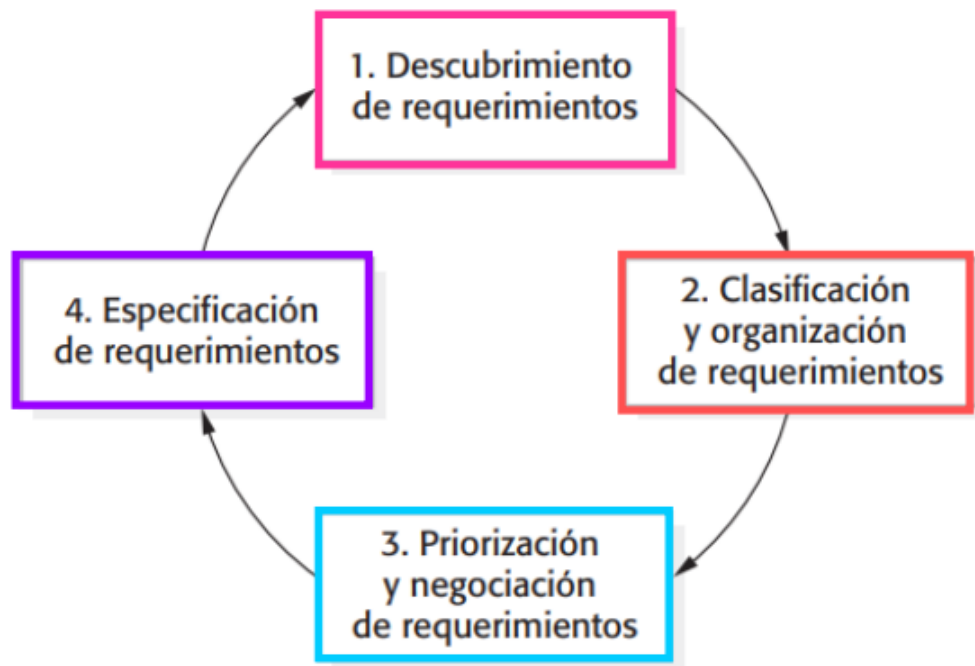 1. Descubrimiento
de requerimientos
2. Clasificación
y organización
de requerimientos
3. Priorización
y negociación
de requerimientos
4. Especificación
de requerimientos